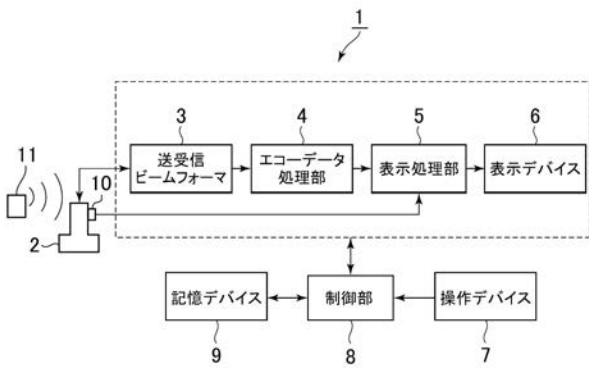 1
3
4
5
6
送受信
ビームフォーマ
エコーデータ
処理部
表示処理部
表示デバイス
11
10
2
記憶デバイス
制御部
操作デバイス
9
8
7